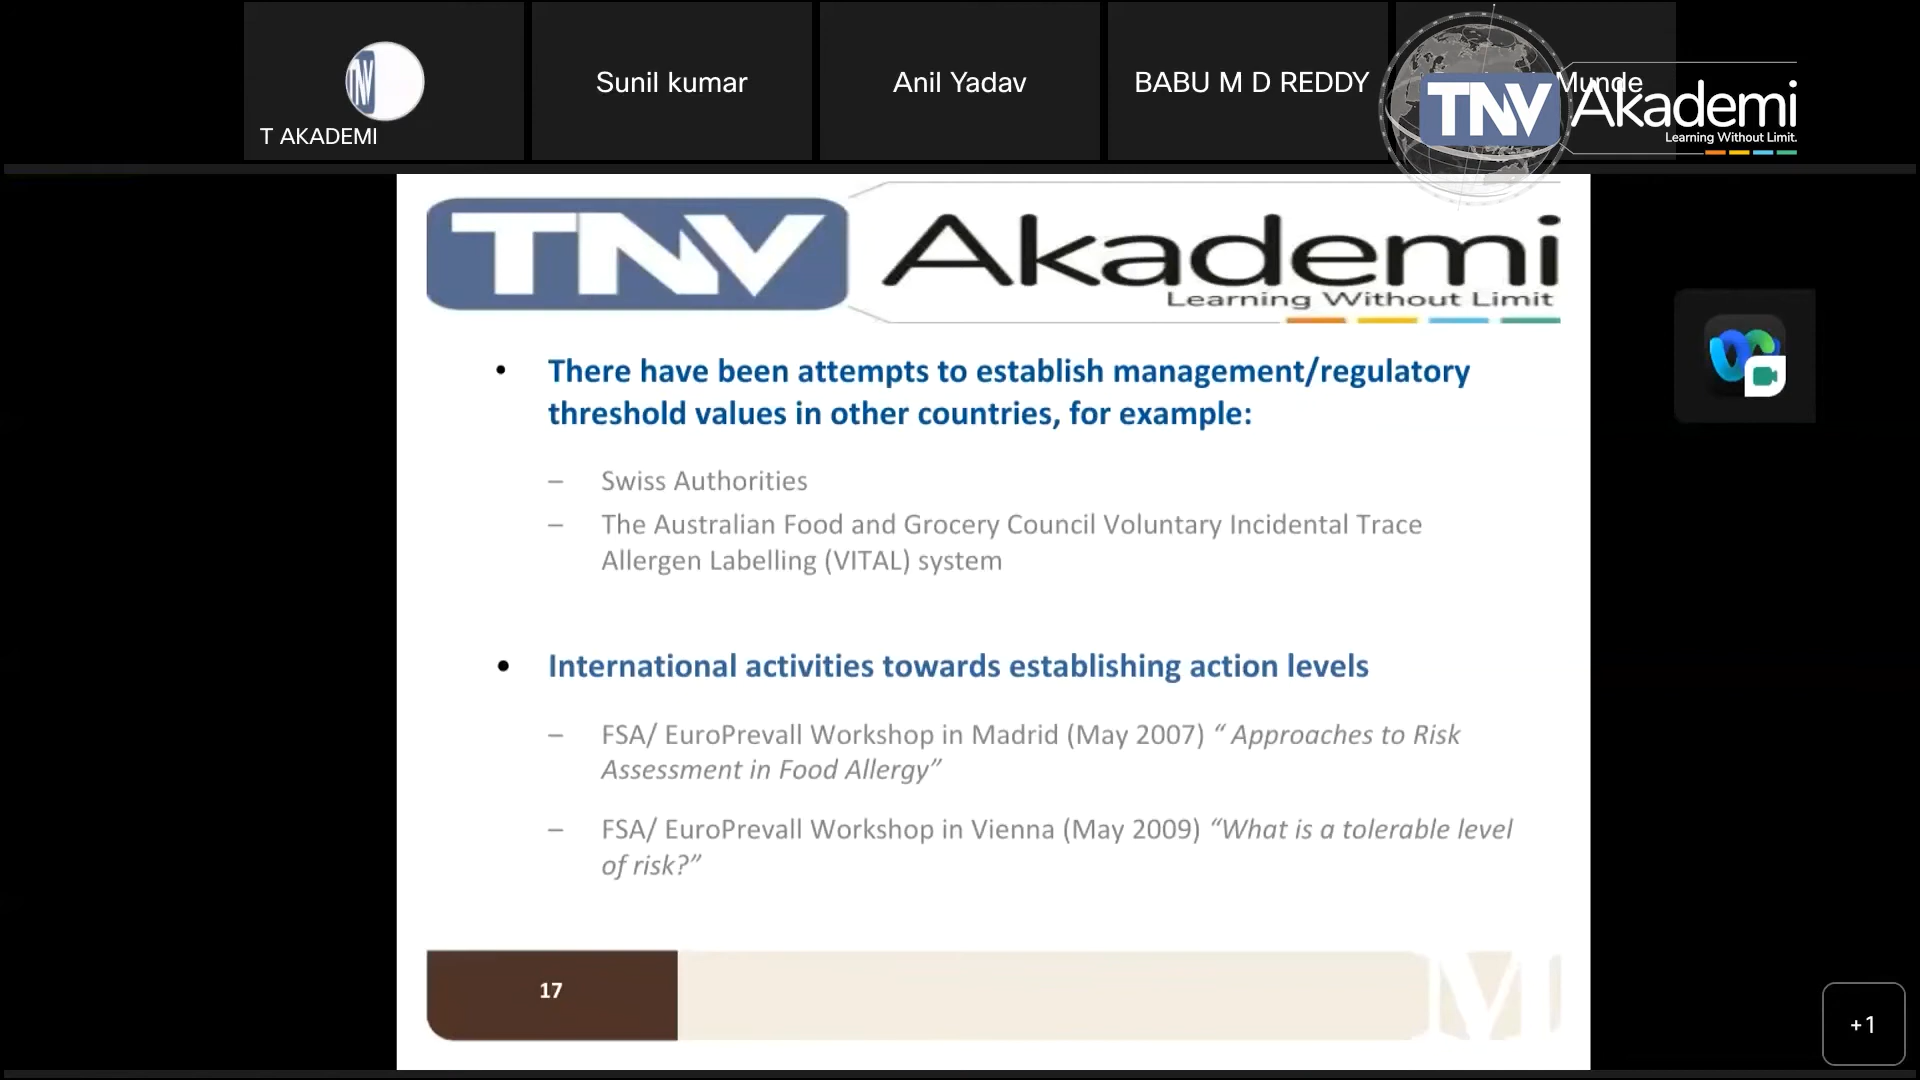 TNV
T AKADEMI
Sunil kumar
Anil Yadav
BABU M D REDDY
Munde
TNV Akademi
Learning Without Limit.
TNV Akademi
Learning Without Limit
• There have been attempts to establish management/regulatory
threshold values in other countries, for example:
– Swiss Authorities
– The Australian Food and Grocery Council Voluntary Incidental Trace
Allergen Labelling (VITAL) system
• International activities towards establishing action levels
– FSA/ EuroPrevall Workshop in Madrid (May 2007) “ Approaches to Risk
Assessment in Food Allergy”
– FSA/ EuroPrevall Workshop in Vienna (May 2009) “What is a tolerable level
of risk?”
17
M
+1